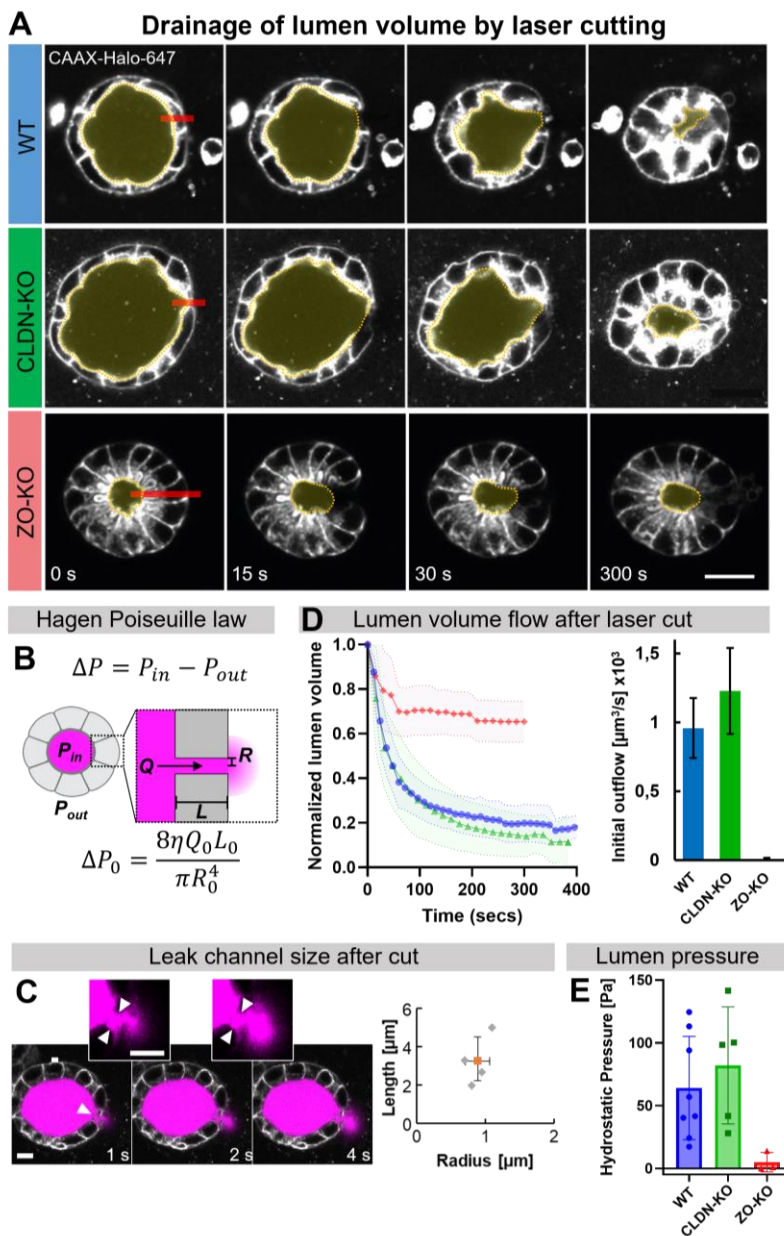 A Drainage of lumen volume by laser cutting
WT
CAAX-Halo-647
CLDN-KO
ZO-KO
0 s
15 s
30 s
300 s
Hagen Poiseuille law
B
ΔP = P_in − P_out
P_in
P_out
Q
R
L
ΔP₀ = 8ηQ₀L₀ / πR₀⁴
Lumen volume flow after laser cut
D
Normalized lumen volume
1.0
0.8
0.6
0.4
0.2
0.0
0
100
200
300
400
Time (secs)
Initial outflow [µm³/s] x10³
1,5
1
0,5
0
WT
CLDN-KO
ZO-KO
Leak channel size after cut
C
1 s
2 s
4 s
Length [µm]
6
4
2
0
0
1
2
Radius [µm]
Lumen pressure
E
Hydrostatic Pressure [Pa]
150
100
50
0
WT
CLDN-KO
ZO-KO